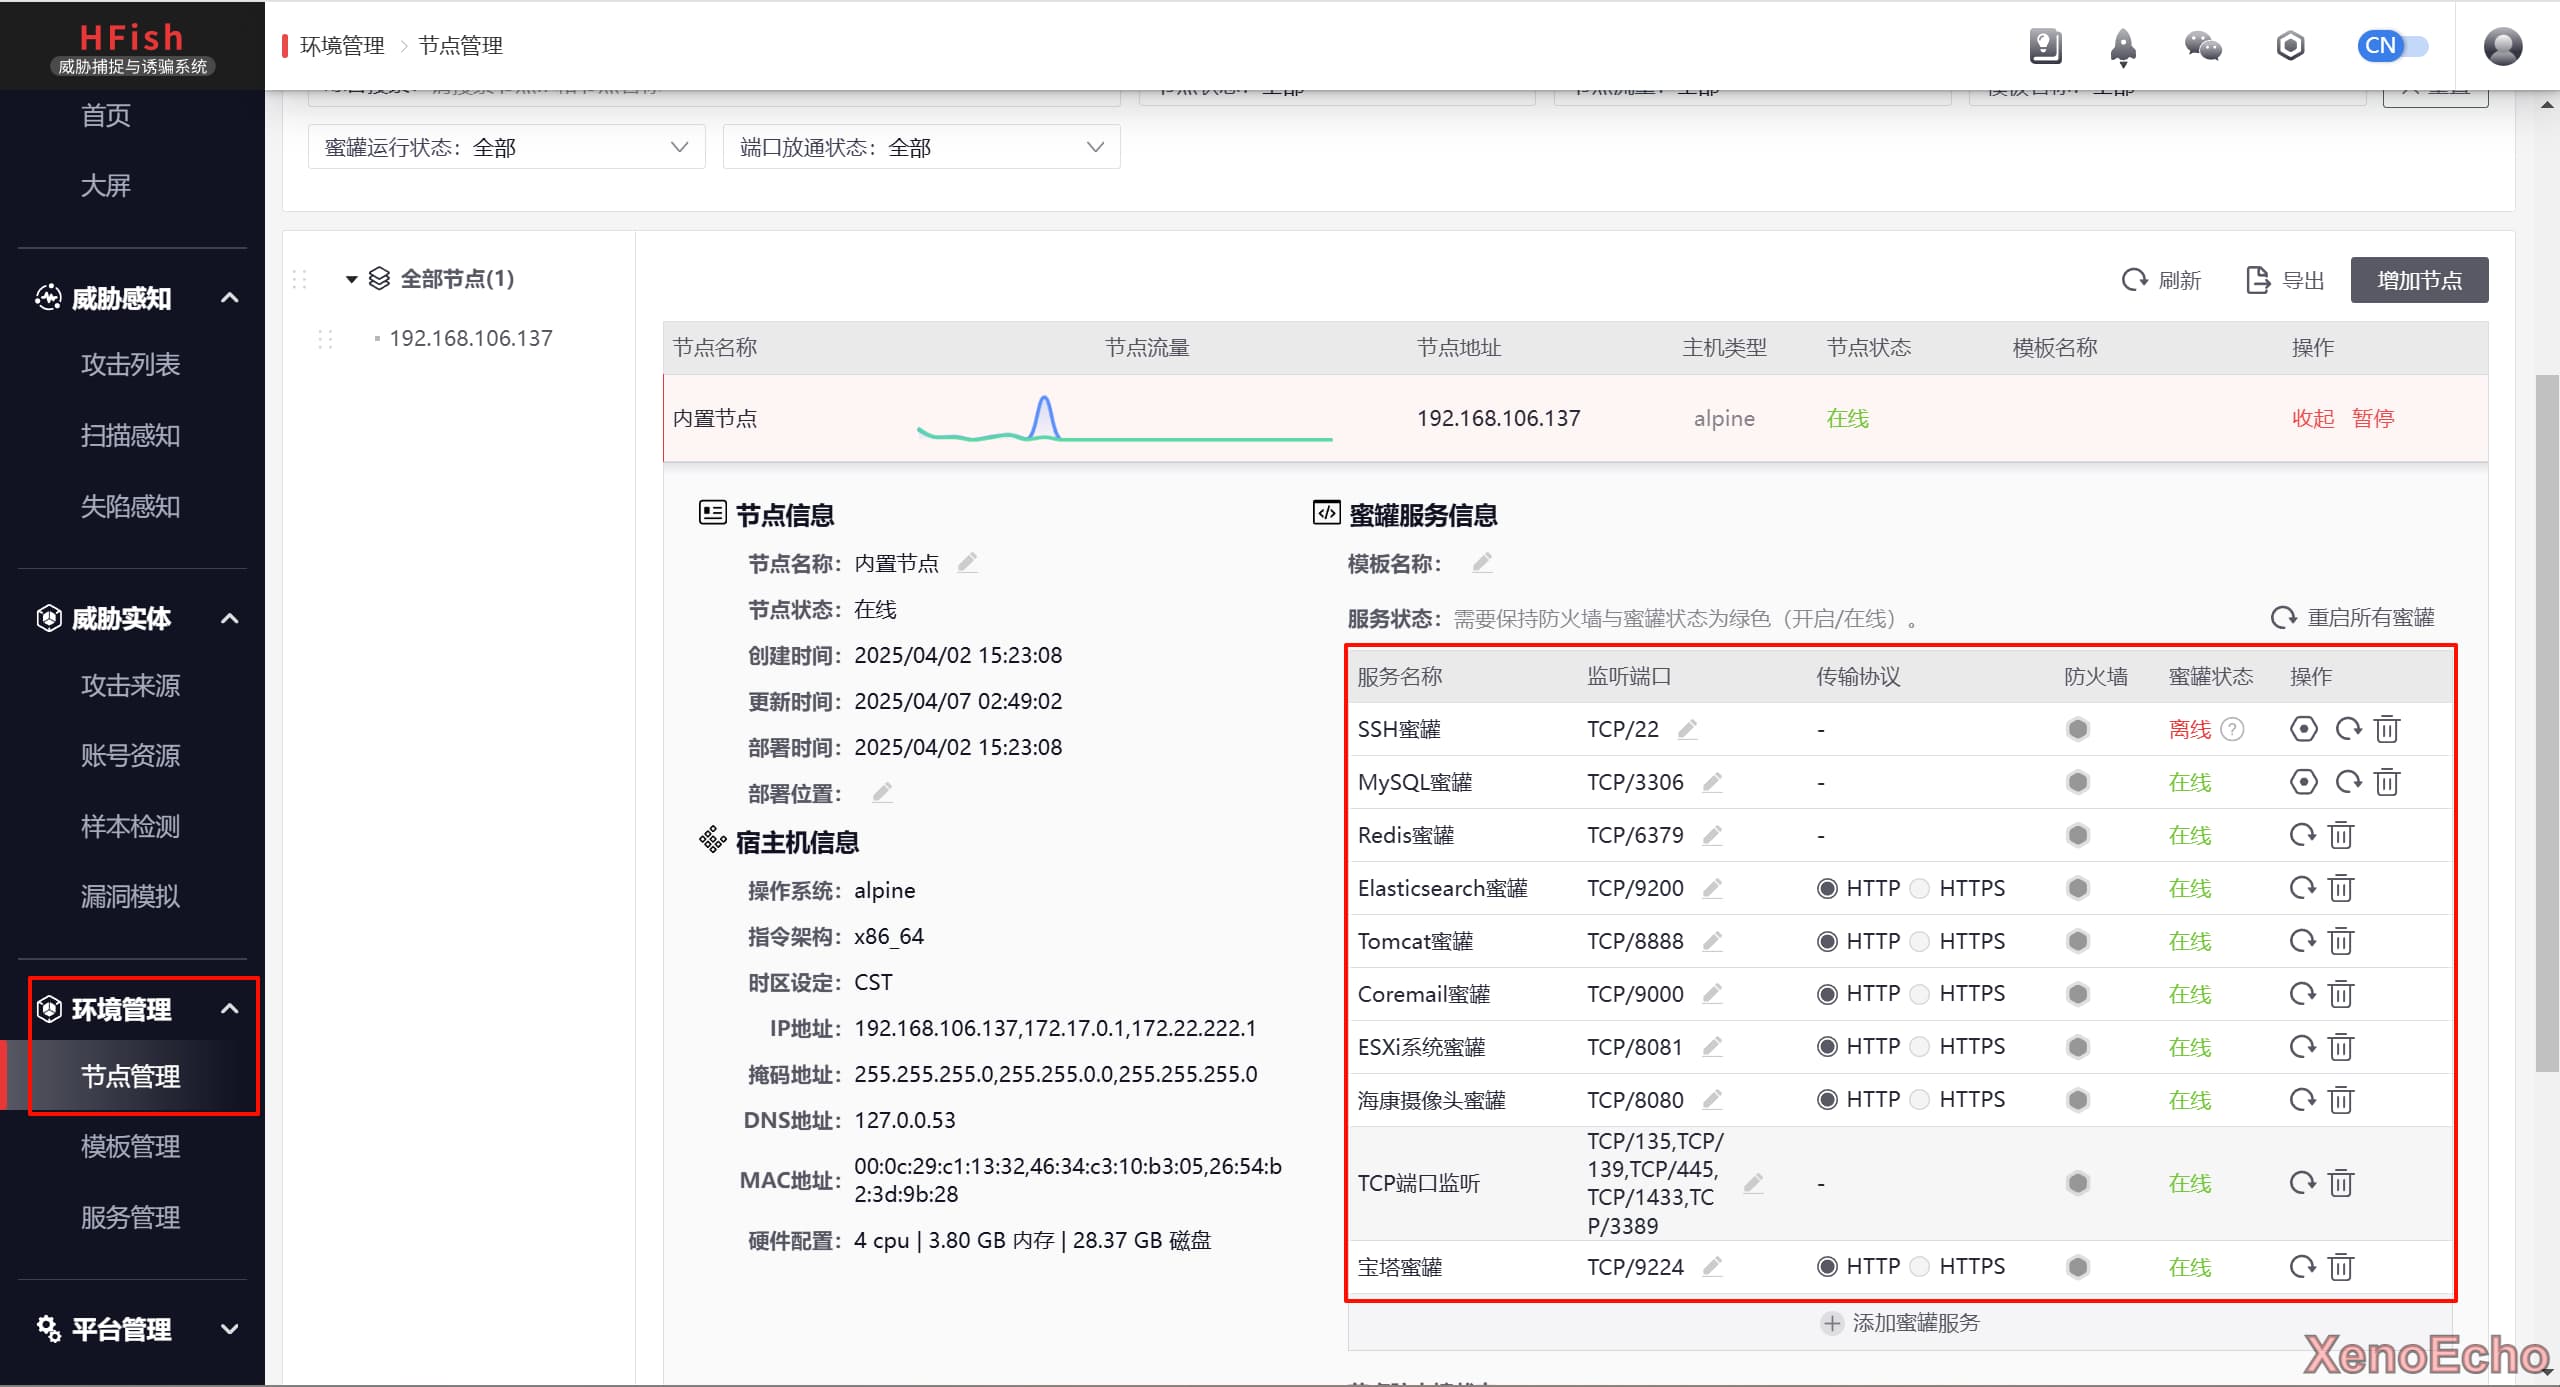 HFish
威胁捕捉与诱骗系统
环境管理 > 节点管理
CN
首页
大屏
威胁感知
攻击列表
扫描感知
失陷感知
威胁实体
攻击来源
账号资源
样本检测
漏洞模拟
环境管理
节点管理
模板管理
服务管理
平台管理
蜜罐运行状态：全部
端口放通状态：全部
全部节点(1)
192.168.106.137
刷新 导出 增加节点
节点名称 节点流量 节点地址 主机类型 节点状态 模板名称 操作
内置节点 192.168.106.137 alpine 在线 收起 暂停
节点信息
节点名称：内置节点
节点状态：在线
创建时间：2025/04/02 15:23:08
更新时间：2025/04/07 02:49:02
部署时间：2025/04/02 15:23:08
部署位置：
宿主机信息
操作系统：alpine
指令架构：x86_64
时区设定：CST
IP地址：192.168.106.137,172.17.0.1,172.22.222.1
掩码地址：255.255.255.0,255.255.0.0,255.255.255.0
DNS地址：127.0.0.53
MAC地址：00:0c:29:c1:13:32,46:34:c3:10:b3:05,26:54:b
2:3d:9b:28
硬件配置：4 cpu | 3.80 GB 内存 | 28.37 GB 磁盘
蜜罐服务信息
模板名称：
服务状态：需要保持防火墙与蜜罐状态为绿色（开启/在线）。 重启所有蜜罐
服务名称 监听端口 传输协议 防火墙 蜜罐状态 操作
SSH蜜罐 TCP/22 - 离线 ?
MySQL蜜罐 TCP/3306 - 在线
Redis蜜罐 TCP/6379 - 在线
Elasticsearch蜜罐 TCP/9200 HTTP HTTPS 在线
Tomcat蜜罐 TCP/8888 HTTP HTTPS 在线
Coremail蜜罐 TCP/9000 HTTP HTTPS 在线
ESXi系统蜜罐 TCP/8081 HTTP HTTPS 在线
海康摄像头蜜罐 TCP/8080 HTTP HTTPS 在线
TCP端口监听 TCP/135,TCP/
139,TCP/445,
TCP/1433,TC
P/3389
- 在线
宝塔蜜罐 TCP/9224 HTTP HTTPS 在线
添加蜜罐服务
XenoEcho